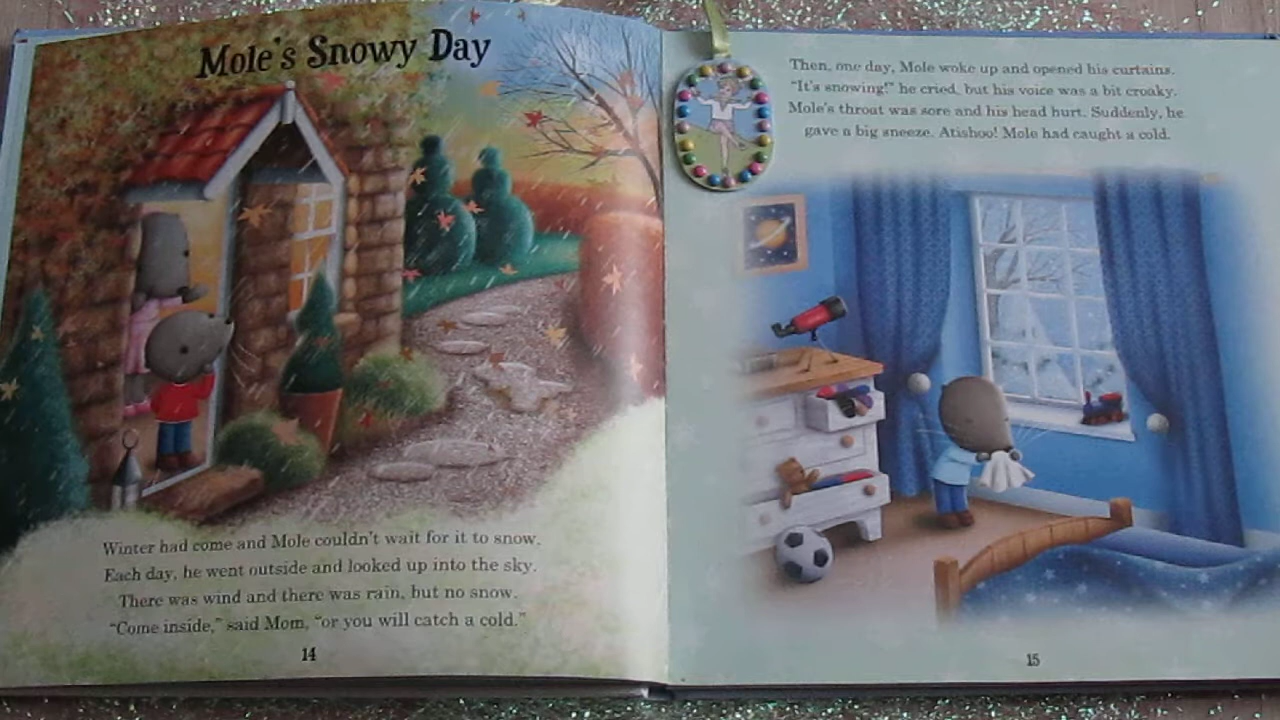 Mole's Snowy Day
Winter had come and Mole couldn't wait for it to snow.
Each day, he went outside and looked up into the sky.
There was wind and there was rain, but no snow.
"Come inside," said Mom, "or you will catch a cold."
14
Then, one day, Mole woke up and opened his curtains.
"It's snowing!" he cried, but his voice was a bit croaky.
Mole's throat was sore and his head hurt. Suddenly, he
gave a big sneeze. Atishoo! Mole had caught a cold.
15